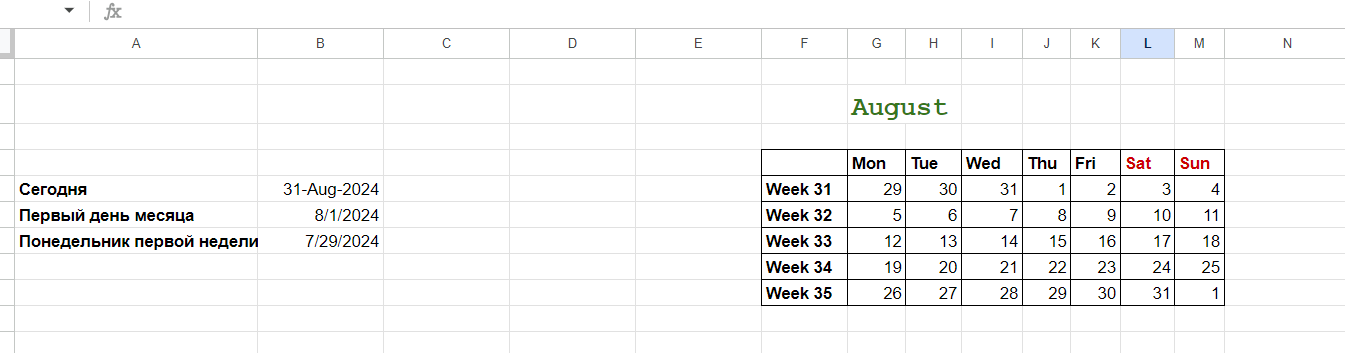 fx
A B C D E F G H I J K L M N
August
Mon Tue Wed Thu Fri Sat Sun
Сегодня 31-Aug-2024 Week 31 29 30 31 1 2 3 4
Первый день месяца 8/1/2024 Week 32 5 6 7 8 9 10 11
Понедельник первой недели 7/29/2024 Week 33 12 13 14 15 16 17 18
Week 34 19 20 21 22 23 24 25
Week 35 26 27 28 29 30 31 1